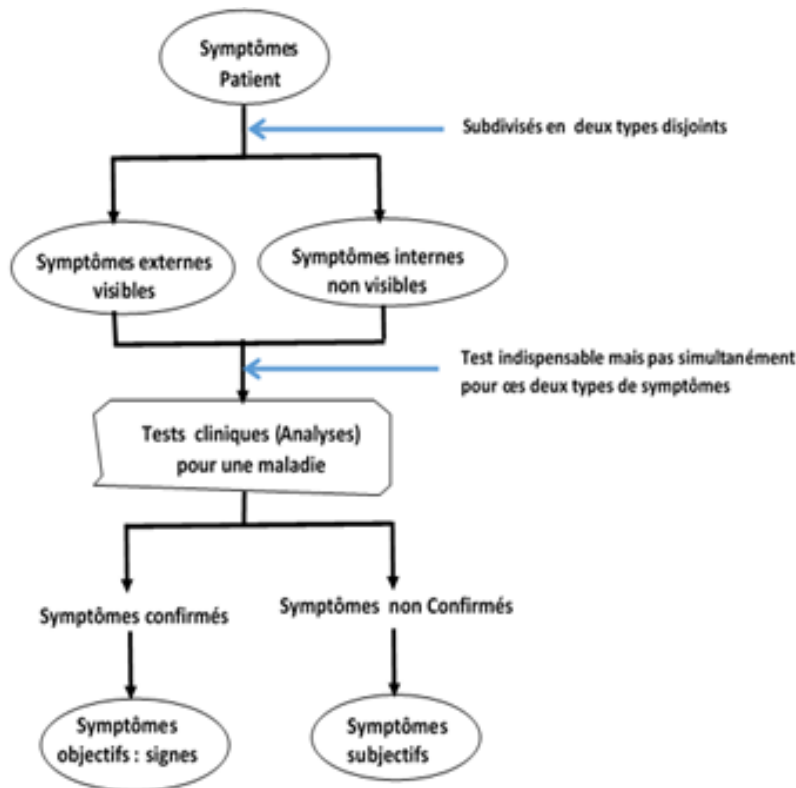 Symptômes
Patient
Subdivisés en deux types disjoints
Symptômes externes
visibles
Symptômes internes
non visibles
Test indispensable mais pas simultanément
pour ces deux types de symptômes
Tests cliniques (Analyses)
pour une maladie
Symptômes confirmés
Symptômes non Confirmés
Symptômes
objectifs : signes
Symptômes
subjectifs